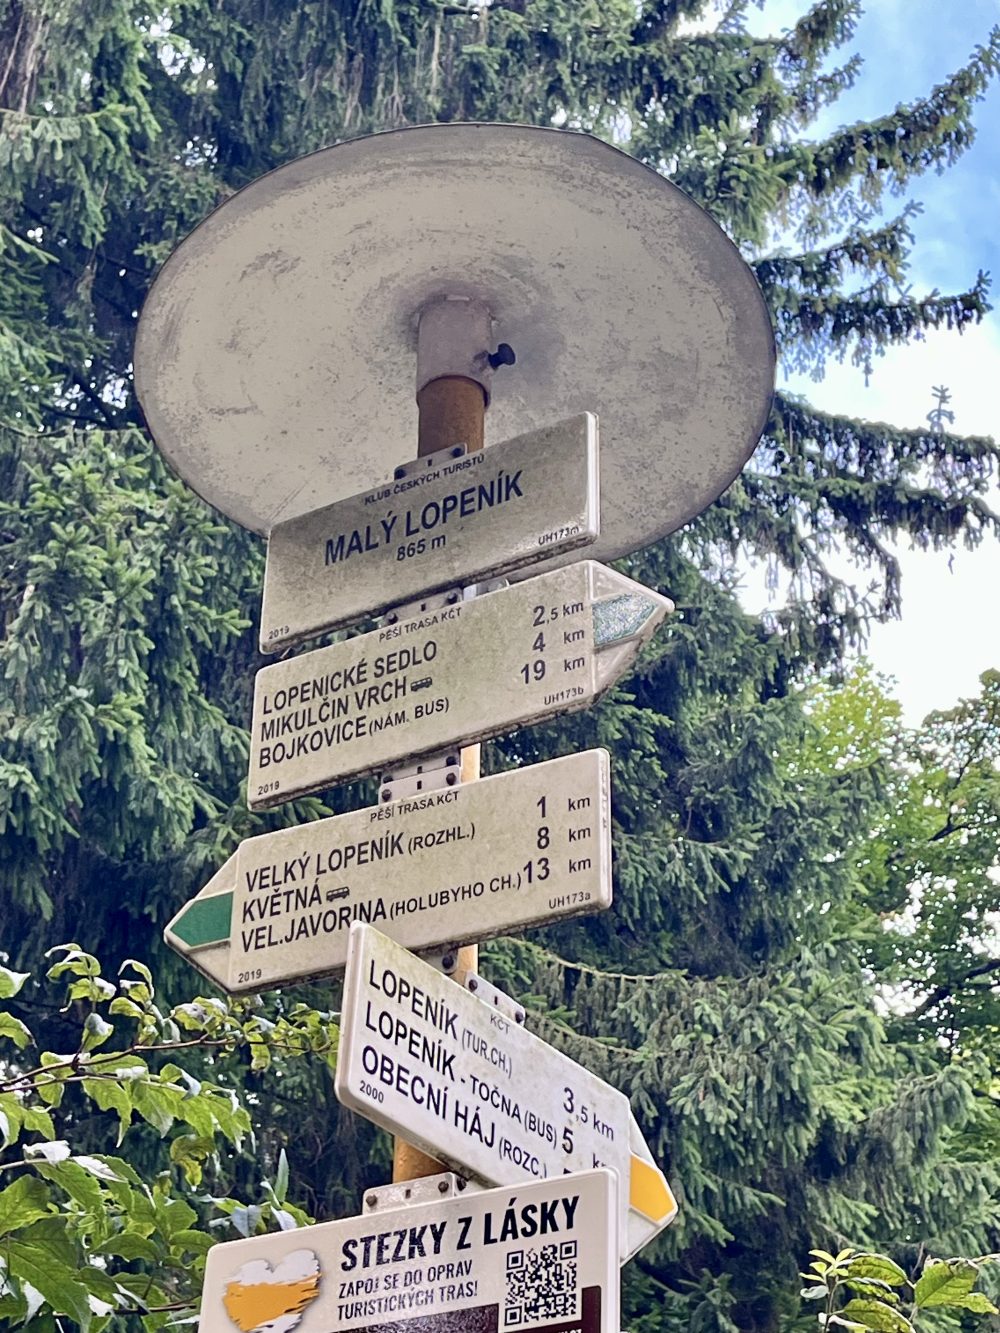 KLUB ČESKÝCH TURISTŮ
MALÝ LOPENÍK
865 m
2019 UH173m
PĚŠÍ TRASA KČT
LOPENICKÉ SEDLO 2,5 km
MIKULČIN VRCH 4 km
BOJKOVICE (NÁM. BUS) 19 km
2019 UH173b
PĚŠÍ TRASA KČT
VELKÝ LOPENÍK (ROZHL.) 1 km
KVĚTNÁ 8 km
VEL.JAVORINA (HOLUBYHO CH.) 13 km
2019 UH173a
KČT
LOPENÍK (TUR.CH.) 3,5 km
LOPENÍK - TOČNA (BUS) 5
OBECNÍ HÁJ (ROZC.)
2000
STEZKY Z LÁSKY
ZAPOJ SE DO OPRAV
TURISTICKÝCH TRAS!